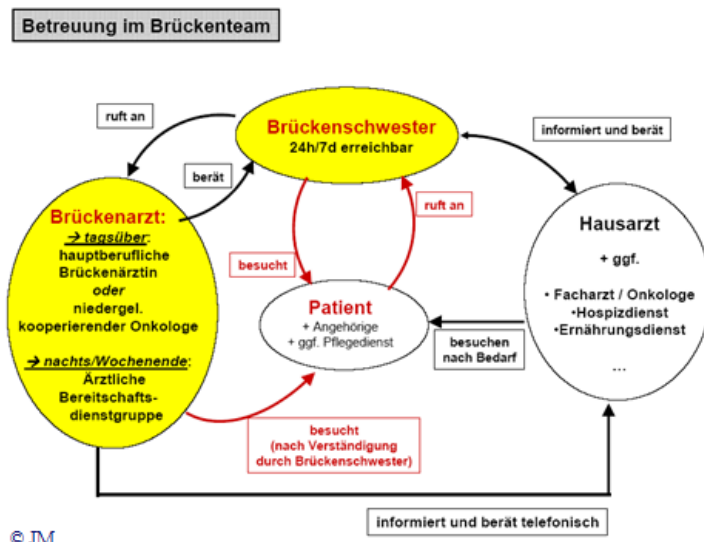 Betreuung im Brückenteam
ruft an
Brückenschwester
24h/7d erreichbar
informiert und berät
berät
Brückenarzt:
→ tagsüber:
hauptberufliche
Brückenärztin
oder
niedergel.
kooperierender Onkologe
→ nachts/Wochenende:
Ärztliche
Bereitschafts-
dienstgruppe
besucht
ruft an
Patient
+ Angehörige
+ ggf. Pflegedienst
Hausarzt
+ ggf.
• Facharzt / Onkologe
•Hospizdienst
•Ernährungsdienst
...
besuchen
nach Bedarf
besucht
(nach Verständigung
durch Brückenschwester)
informiert und berät telefonisch
© JM